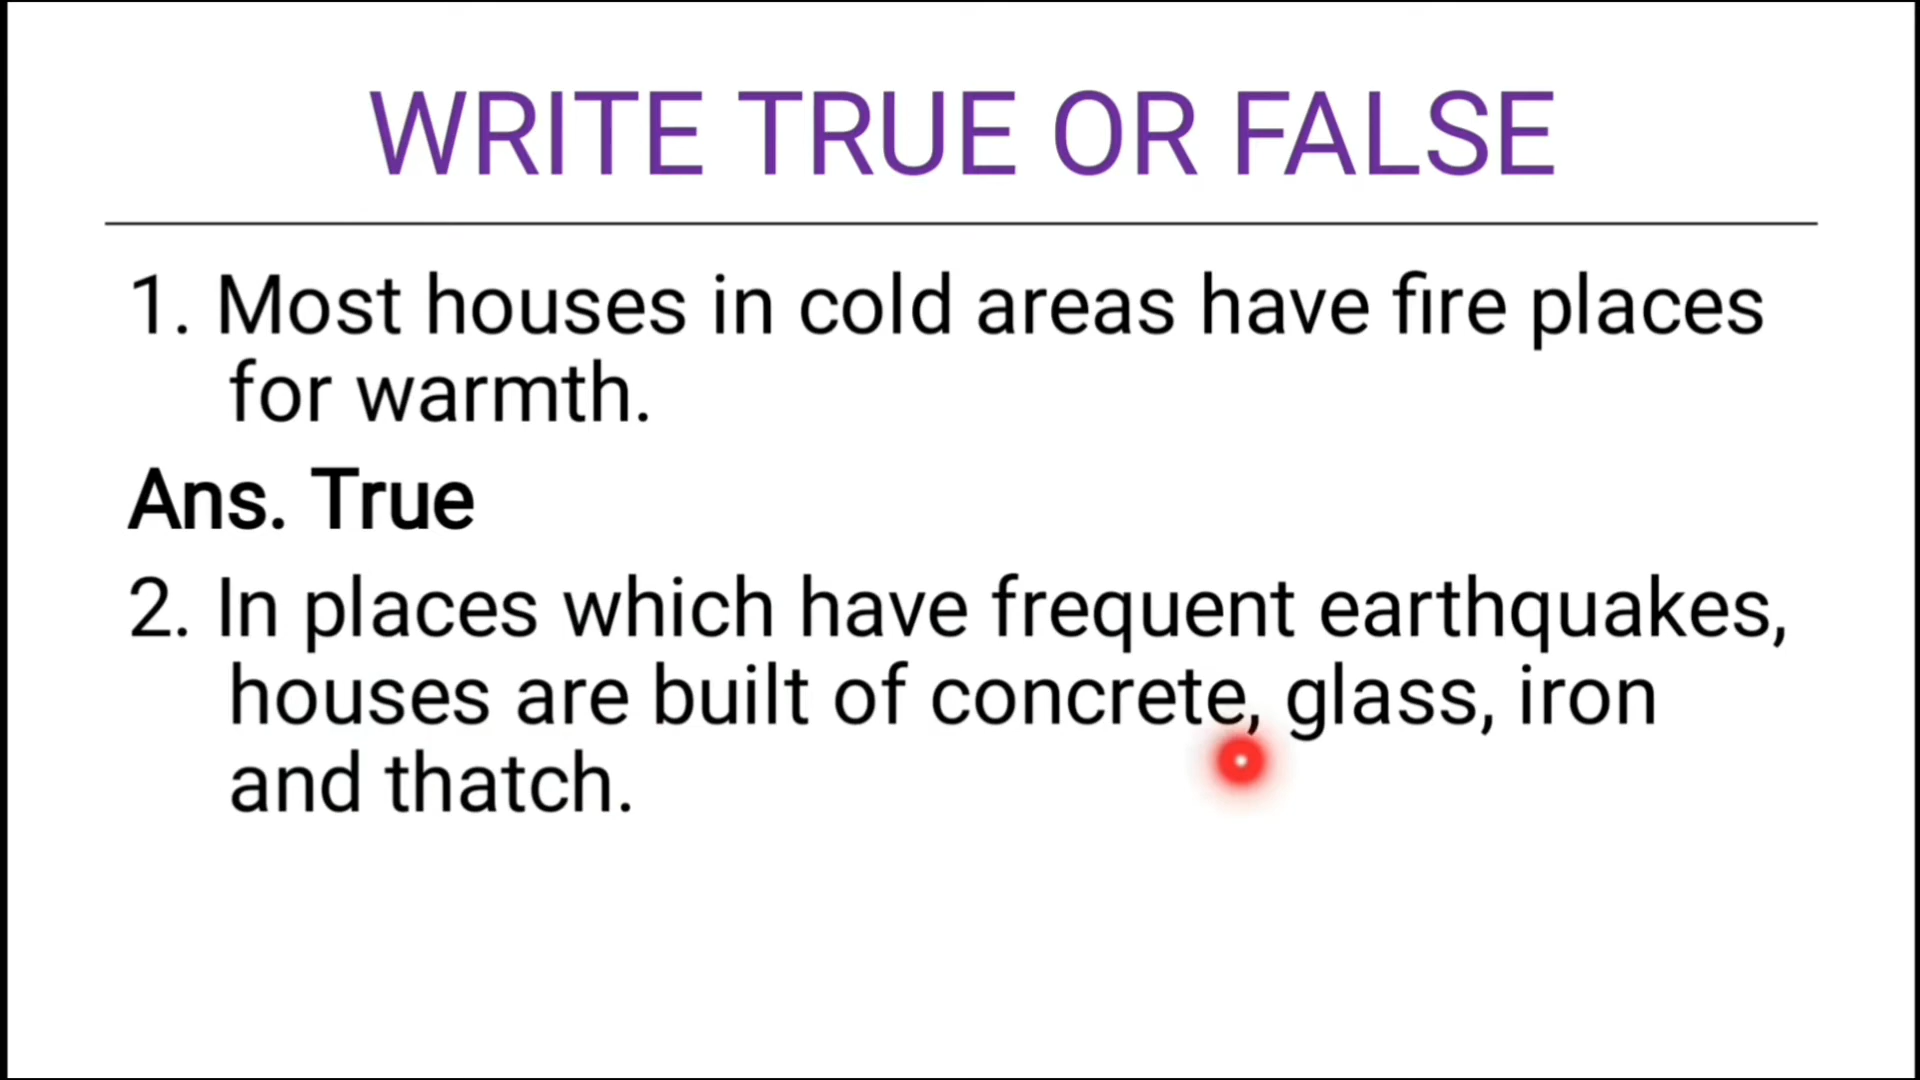 WRITE TRUE OR FALSE
1. Most houses in cold areas have fire places
for warmth.
Ans. True
2. In places which have frequent earthquakes,
houses are built of concrete, glass, iron
and thatch.